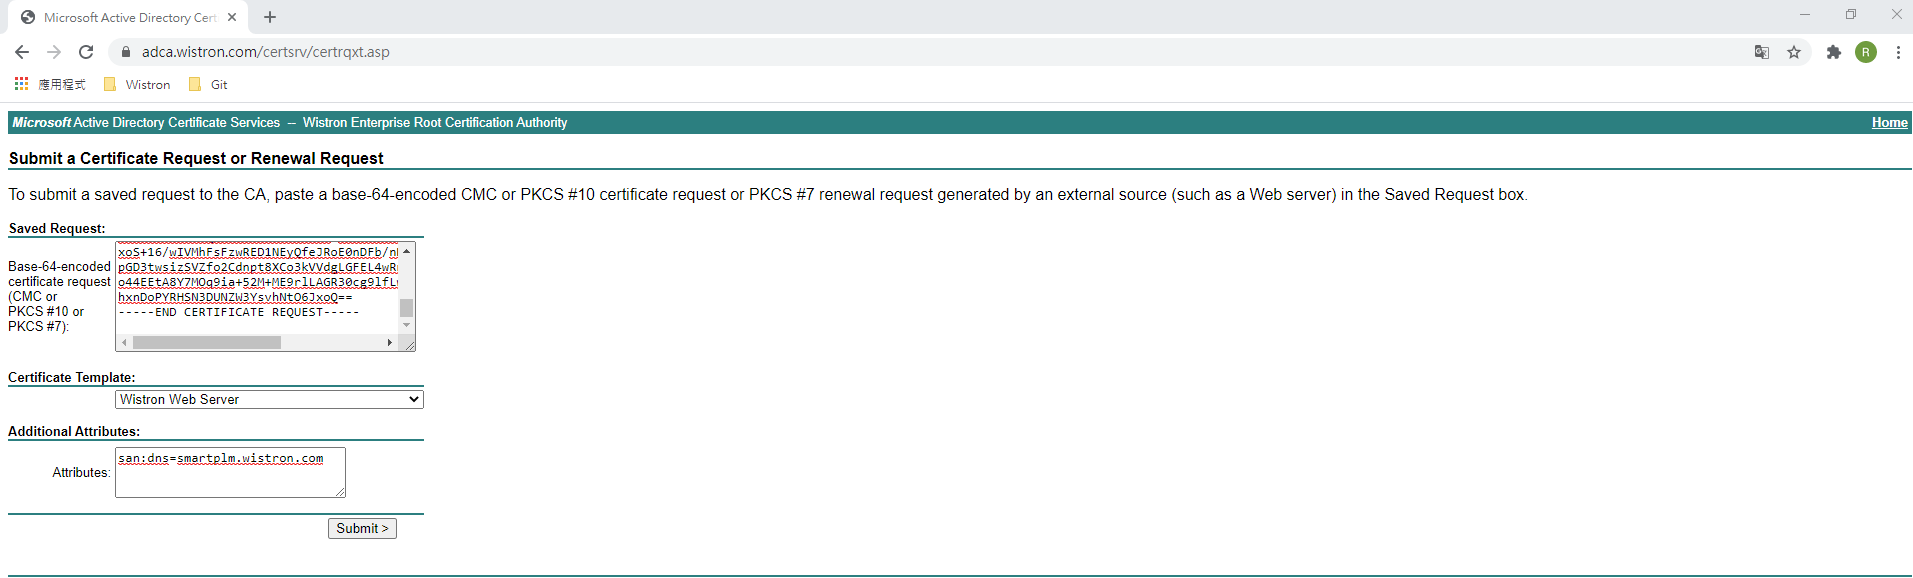 Microsoft Active Directory Cert
adca.wistron.com/certsrv/certrqxt.asp
R
應用程式
Wistron
Git
Microsoft Active Directory Certificate Services -- Wistron Enterprise Root Certification Authority
Home
Submit a Certificate Request or Renewal Request
To submit a saved request to the CA, paste a base-64-encoded CMC or PKCS #10 certificate request or PKCS #7 renewal request generated by an external source (such as a Web server) in the Saved Request box.
Saved Request:
Base-64-encoded
certificate request
(CMC or
PKCS #10 or
PKCS #7):
xoS+16/wIVMhFsFzwRED1NEyQfeJRoE0nDFb/n
pGD3twsizSVZfo2Cdnpt8XCo3kVVdgLGFEL4wR
o44EEtA8Y7MOq9ia+52M+ME9rlLAGR30cg9lfL
hxnDoPYRHSN3DUNZW3YsvhNtO6JxoQ==
-----END CERTIFICATE REQUEST-----
Certificate Template:
Wistron Web Server
Additional Attributes:
Attributes:
san:dns=smartplm.wistron.com
Submit >